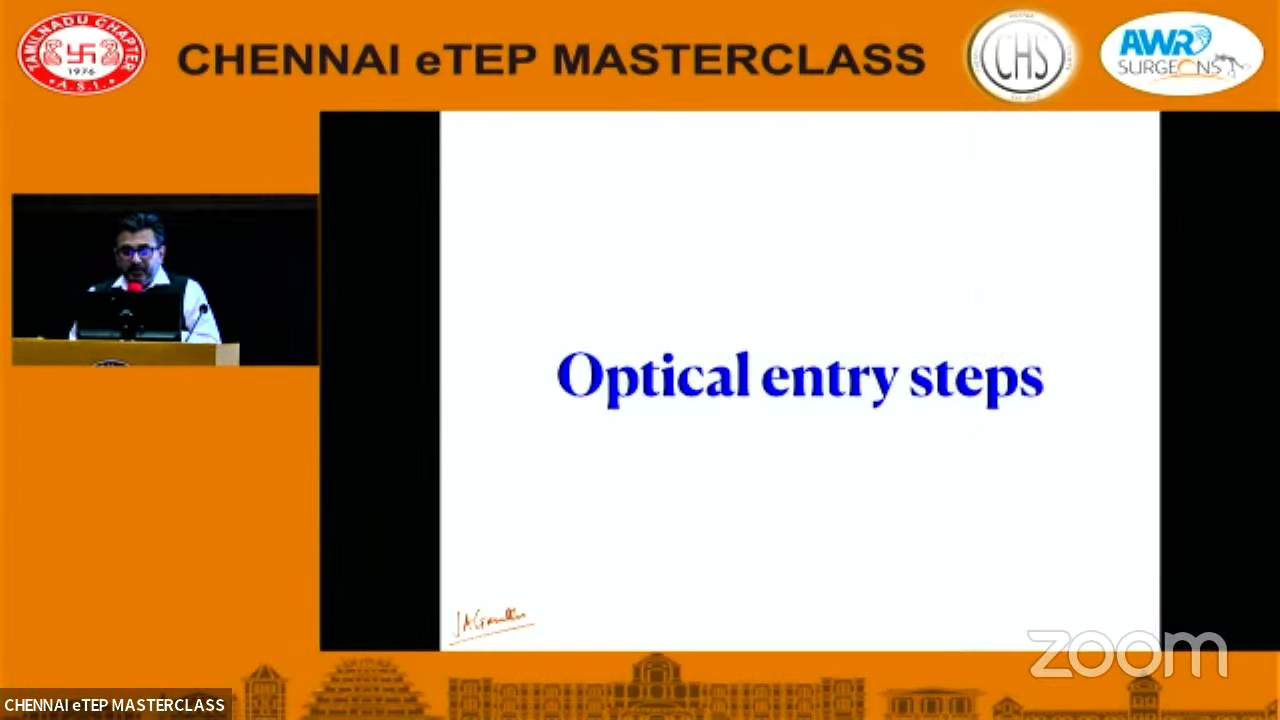 TAMILNADU CHAPTER
1976
A.S.I.
CHENNAI eTEP MASTERCLASS
CHS
AWR
SURGEONS
Optical entry steps
zoom
CHENNAI eTEP MASTERCLASS